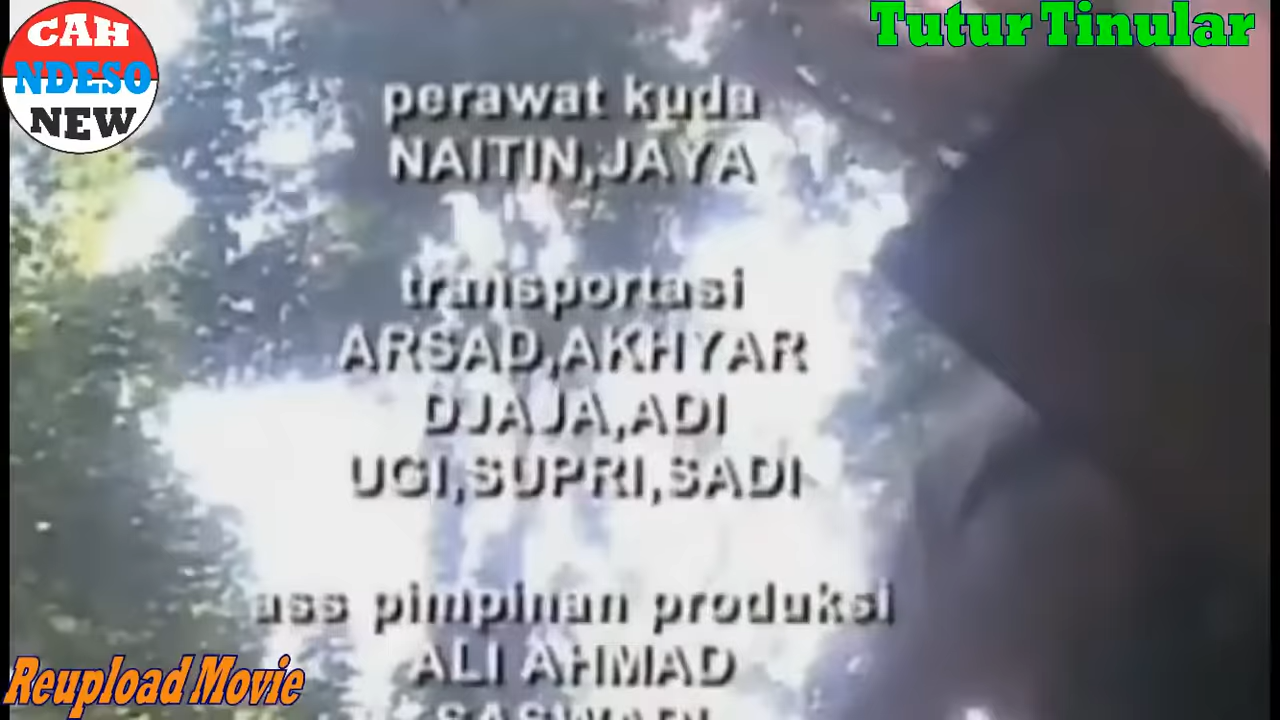 CAH
NDESO
NEW
Tutur Tinular
perawat kuda
NAITIN,JAYA
transportasi
ARSAD,AKHYAR
DJAJA,ADI
UGI,SUPRI,SADI
ass pimpinan produksi
ALI AHMAD
Reupload Movie